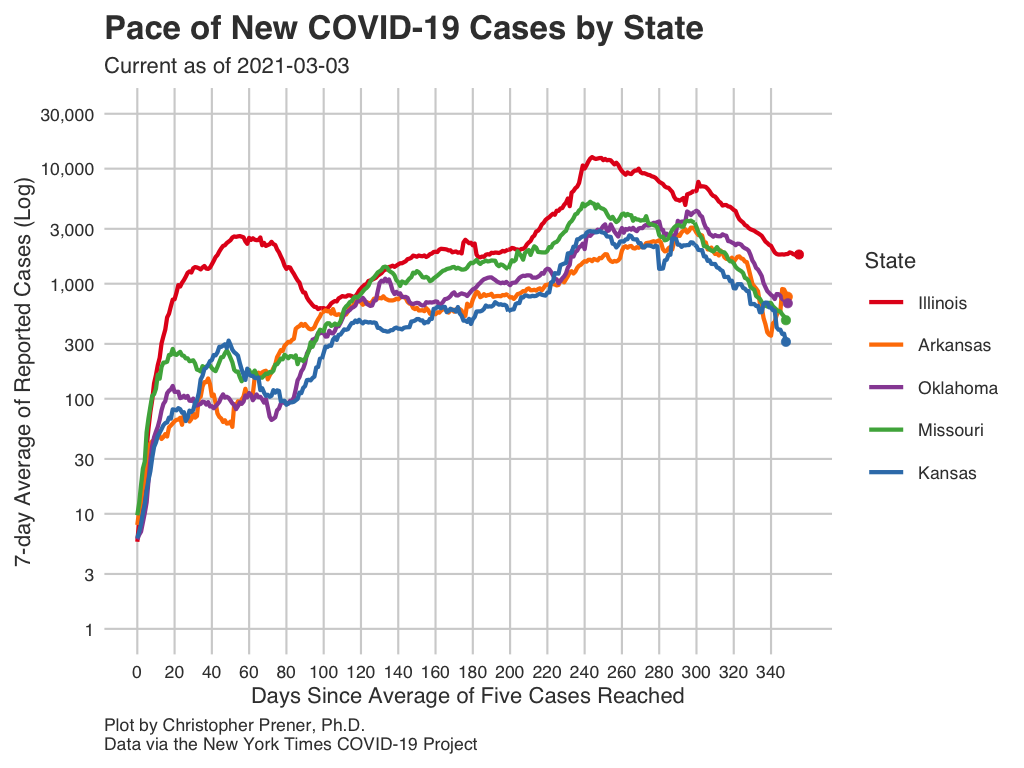 Pace of New COVID-19 Cases by State
Current as of 2021-03-03
7-day Average of Reported Cases (Log)
30,000
10,000
3,000
1,000
300
100
30
10
3
1
0 20 40 60 80 100 120 140 160 180 200 220 240 260 280 300 320 340
Days Since Average of Five Cases Reached
State
Illinois
Arkansas
Oklahoma
Missouri
Kansas
Plot by Christopher Prener, Ph.D.
Data via the New York Times COVID-19 Project